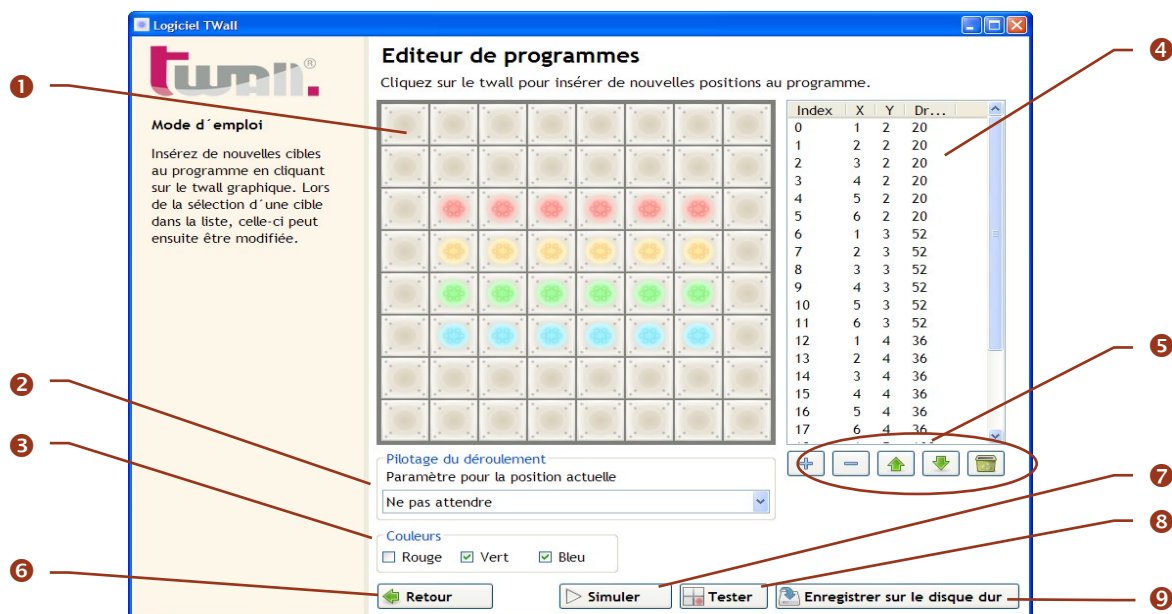 Logiciel TWall
twall.®
Mode d´emploi
Insérez de nouvelles cibles
au programme en cliquant
sur le twall graphique. Lors
de la sélection d´une cible
dans la liste, celle-ci peut
ensuite être modifiée.
Editeur de programmes
Cliquez sur le twall pour insérer de nouvelles positions au programme.
Index X Y Dr...
0 1 2 20
1 2 2 20
2 3 2 20
3 4 2 20
4 5 2 20
5 6 2 20
6 1 3 52
7 2 3 52
8 3 3 52
9 4 3 52
10 5 3 52
11 6 3 52
12 1 4 36
13 2 4 36
14 3 4 36
15 4 4 36
16 5 4 36
17 6 4 36
Pilotage du déroulement
Paramètre pour la position actuelle
Ne pas attendre
Couleurs
Rouge Vert Bleu
Retour Simuler Tester Enregistrer sur le disque dur
1
2
3
6
4
5
7
8
9